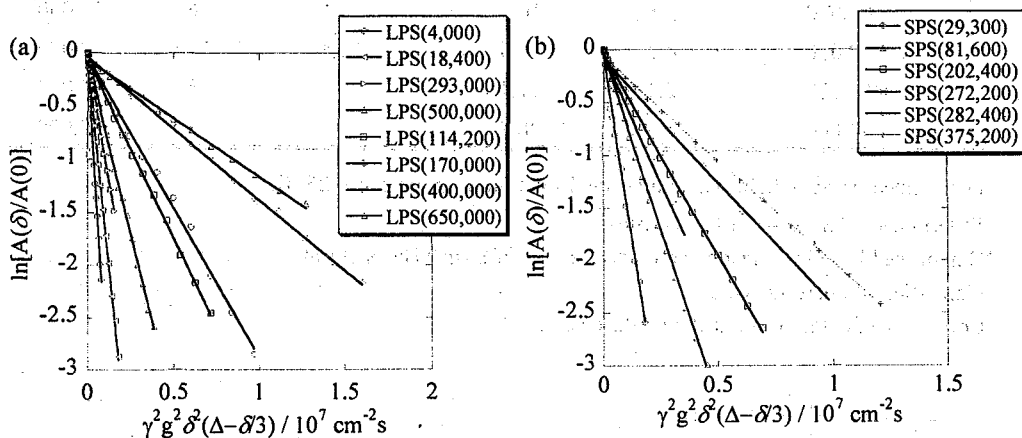 (a)
ln[A(δ)/A(0)]
0
-0.5
-1
-1.5
-2
-2.5
-3
0
0.5
1
1.5
2
γ²g²δ²(Δ−δ/3) / 10⁷ cm⁻²s
LPS(4,000)
LPS(18,400)
LPS(293,000)
LPS(500,000)
LPS(114,200)
LPS(170,000)
LPS(400,000)
LPS(650,000)
(b)
ln[A(δ)/A(0)]
0
-0.5
-1
-1.5
-2
-2.5
-3
0
0.5
1
1.5
γ²g²δ²(Δ−δ/3) / 10⁷ cm⁻²s
SPS(29,300)
SPS(81,600)
SPS(202,400)
SPS(272,200)
SPS(282,400)
SPS(375,200)